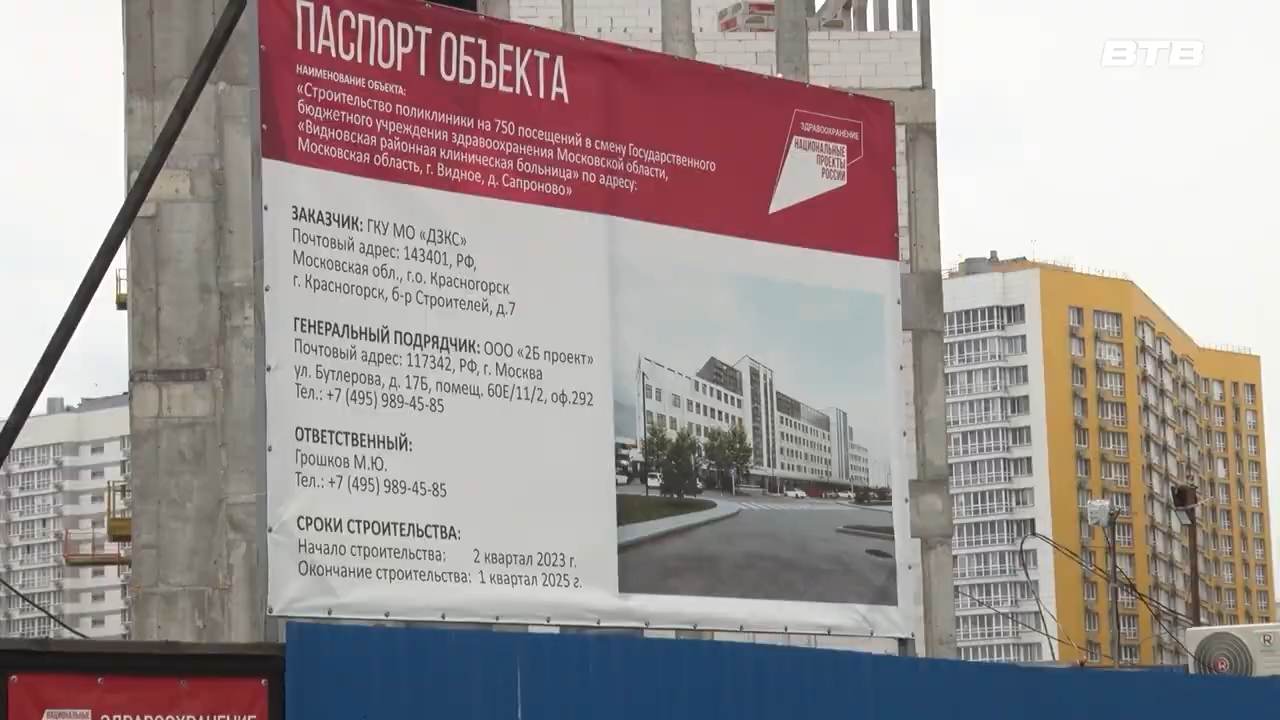 ВТВ
ПАСПОРТ ОБЪЕКТА
НАИМЕНОВАНИЕ ОБЪЕКТА:
«Строительство поликлиники на 750 посещений в смену Государственного
бюджетного учреждения здравоохранения Московской области,
«Видновская районная клиническая больница» по адресу:
Московская область, г. Видное, д. Сапроново»
ЗДРАВООХРАНЕНИЕ
НАЦИОНАЛЬНЫЕ
ПРОЕКТЫ
РОССИИ
ЗАКАЗЧИК: ГКУ МО «ДЗКС»
Почтовый адрес: 143401, РФ,
Московская обл., г.о. Красногорск
г. Красногорск, б-р Строителей, д.7
ГЕНЕРАЛЬНЫЙ ПОДРЯДЧИК: ООО «2Б проект»
Почтовый адрес: 117342, РФ, г. Москва
ул. Бутлерова, д. 17Б, помещ. 60Е/11/2, оф.292
Тел.: +7 (495) 989-45-85
ОТВЕТСТВЕННЫЙ:
Грошков М.Ю.
Тел.: +7 (495) 989-45-85
СРОКИ СТРОИТЕЛЬСТВА:
Начало строительства: 2 квартал 2023 г.
Окончание строительства: 1 квартал 2025 г.
НАЦИОНАЛЬНЫЕ
ЗДРАВООХРАНЕНИЕ